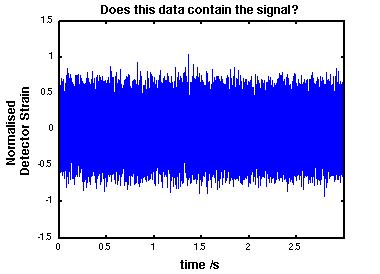 Does this data contain the signal?
1.5
1
0.5
0
-0.5
-1
-1.5
Normalised
Detector Strain
0 0.5 1 1.5 2 2.5
time /s